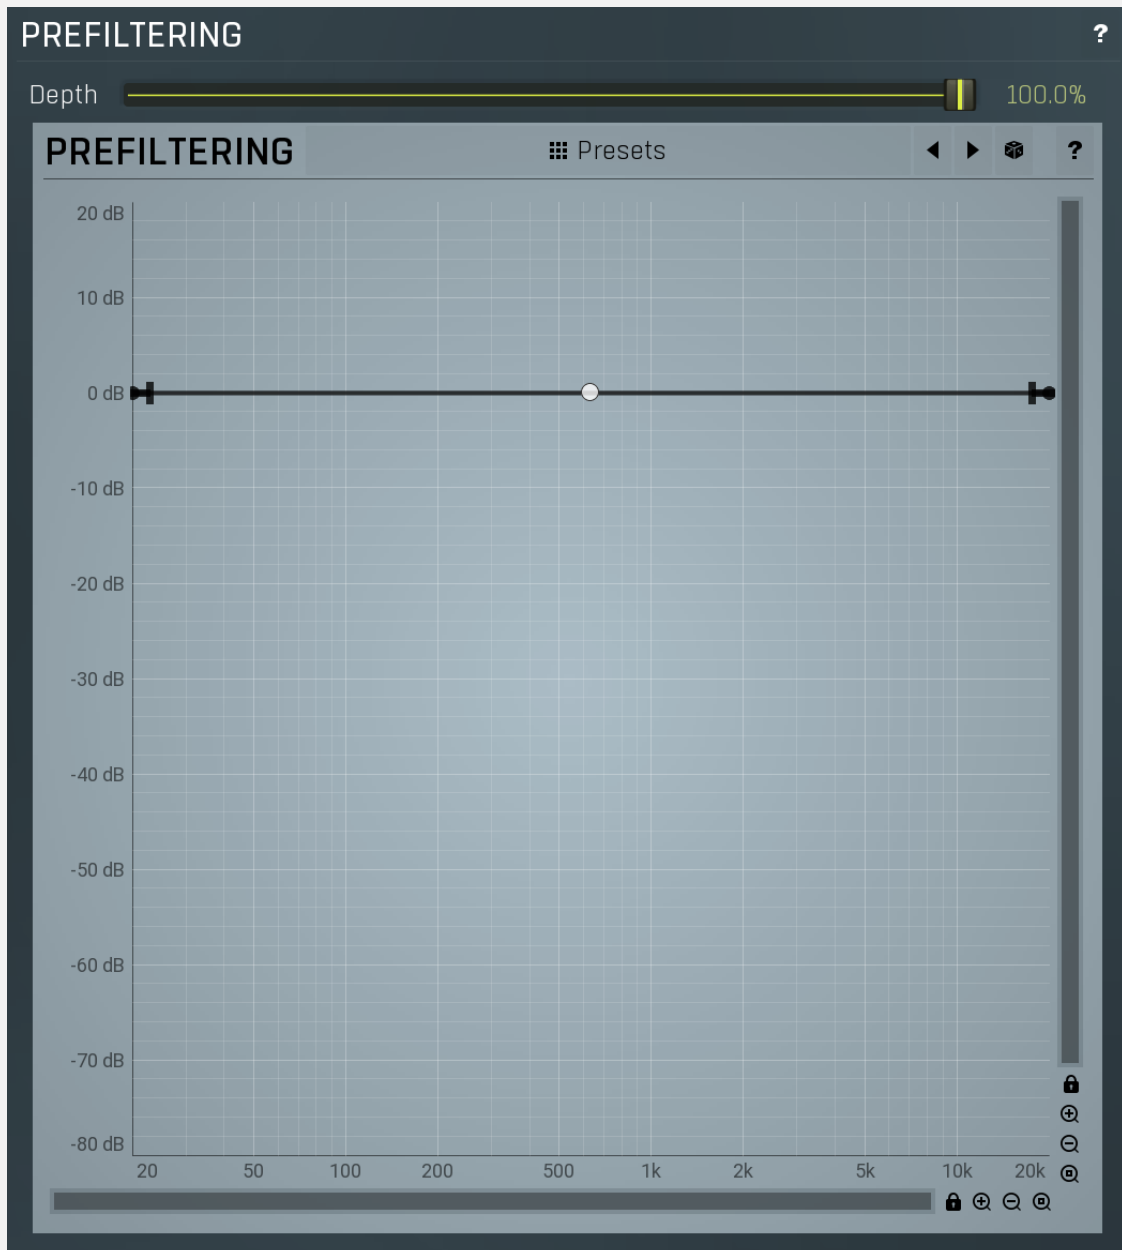 PREFILTERING ?
Depth 100.0%
PREFILTERING Presets ?
20 dB
10 dB
0 dB
-10 dB
-20 dB
-30 dB
-40 dB
-50 dB
-60 dB
-70 dB
-80 dB
20 50 100 200 500 1k 2k 5k 10k 20k